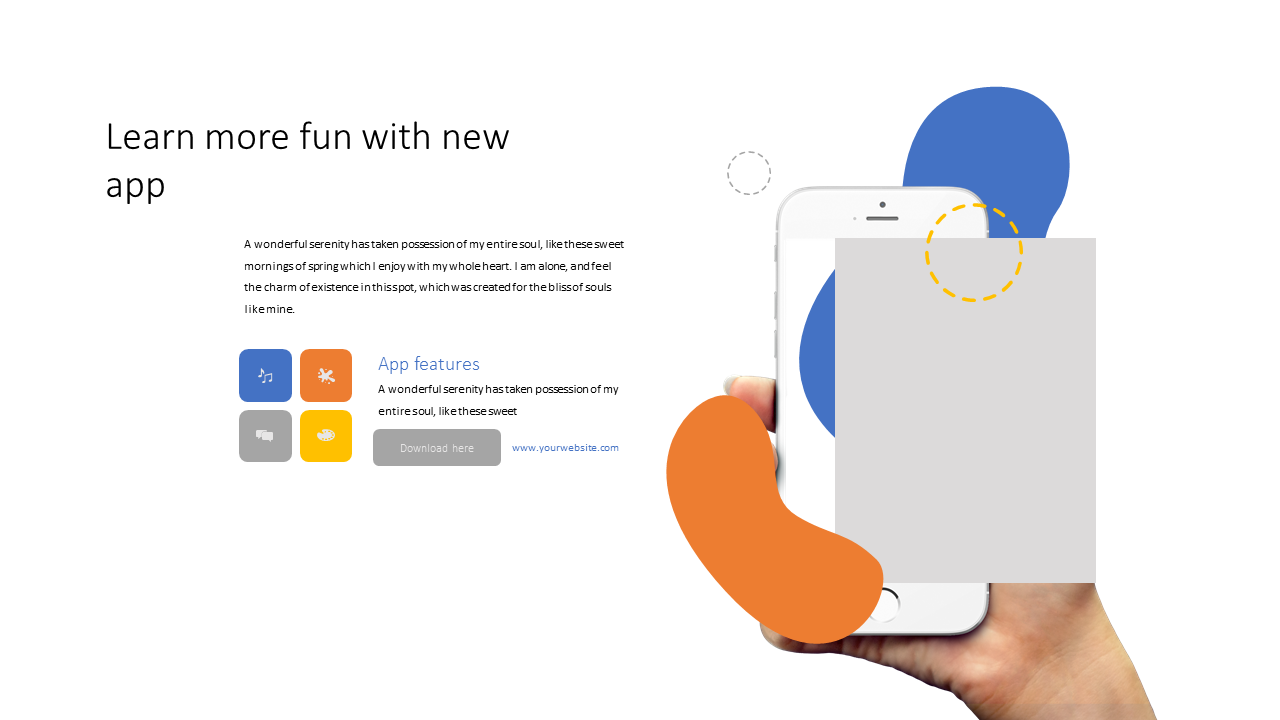 Learn more fun with new
app
A wonderful serenity has taken possession of my entire soul, like these sweet
mornings of spring which I enjoy with my whole heart. I am alone, and feel
the charm of existence in this spot, which was created for the bliss of souls
like mine.
App features
A wonderful serenity has taken possession of my
entire soul, like these sweet
Download here
www.yourwebsite.com